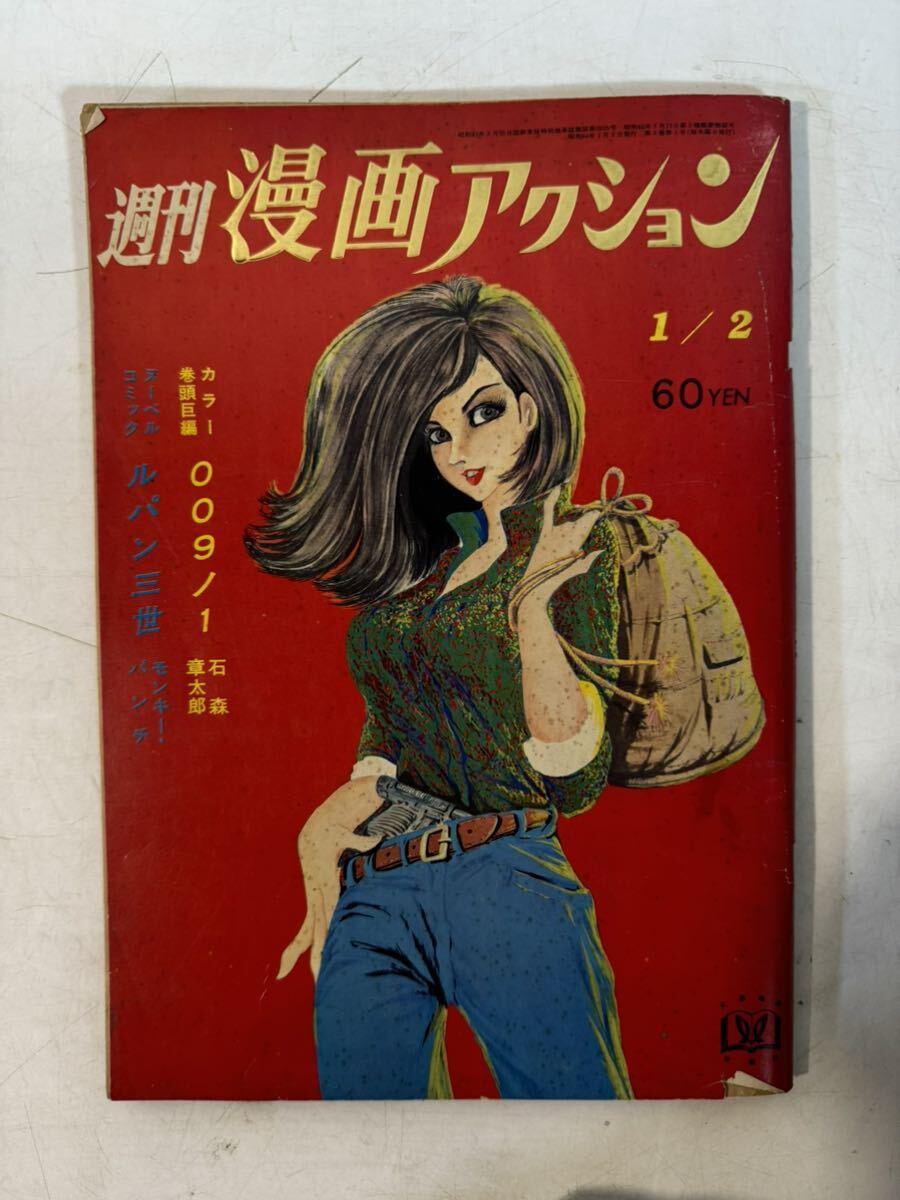 週刊 漫画アクション
1/2
60YEN
カラー
巻頭巨編
009ノ1
石森
章太郎
ヌーベル
コミック
ルパン三世
モンキー・
パンチ